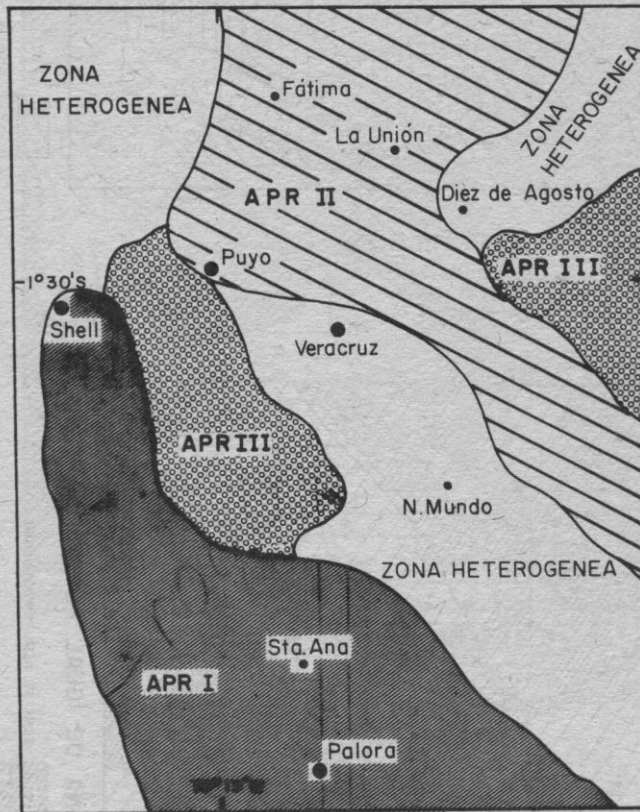 ZONA
HETEROGENEA
Fátima
La Unión
ZONA
HETEROGENEA
Diez de Agosto
APR II
Puyo
APR III
-1°30's
Shell
Veracruz
APR III
N. Mundo
ZONA HETEROGENEA
Sta. Ana
APR I
Palora